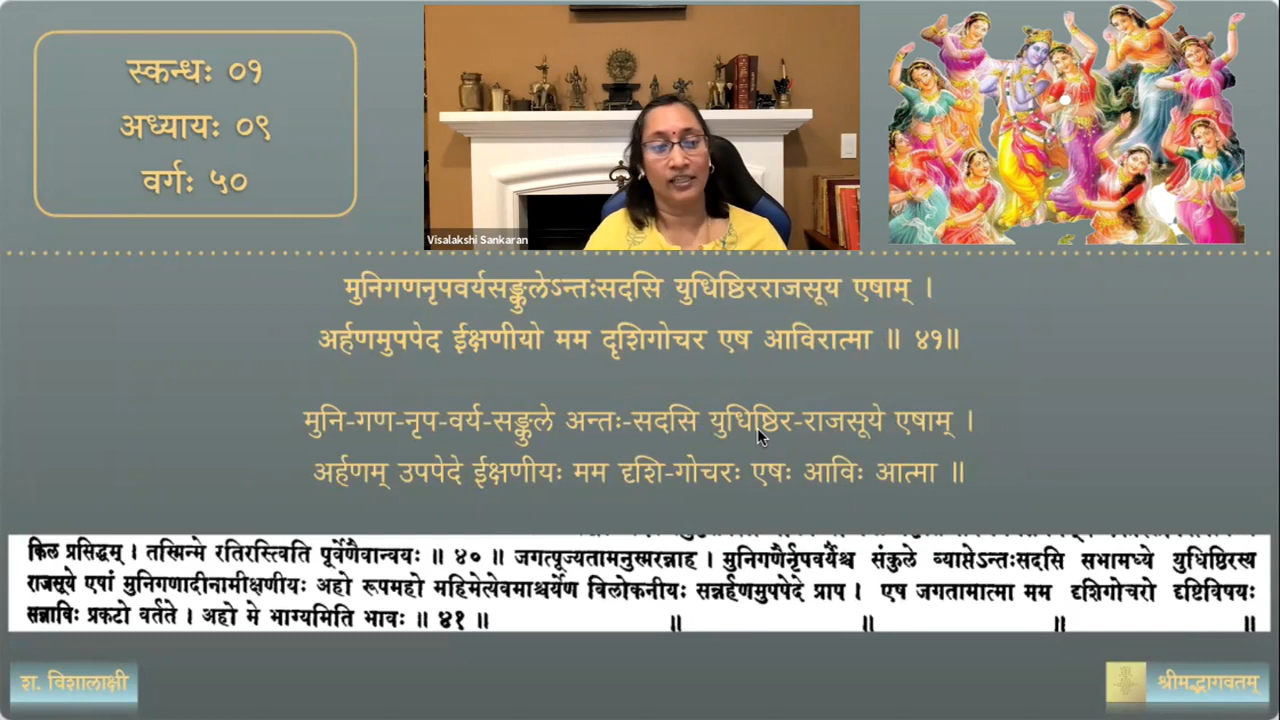 स्कन्धः ०१
अध्यायः ०९
वर्गः ५०
Visalakshi Sankaran
मुनिगणनृपवर्यसङ्कुलेऽन्तःसदसि युधिष्ठिरराजसूय एषाम् ।
अर्हणमुपपेद ईक्षणीयो मम दृशिगोचर एष आविरात्मा ॥ ४१॥
मुनि-गण-नृप-वर्य-सङ्कुले अन्तः-सदसि युधिष्ठिर-राजसूये एषाम् ।
अर्हणम् उपपेदे ईक्षणीयः मम दृशि-गोचरः एषः आविः आत्मा ॥
किल प्रसिद्धम् । तस्मिन्मे रतिरस्त्विति पूर्वेणैवान्वयः ॥ ४० ॥ जगत्पूज्यतामनुस्मरन्नाह । मुनिगणैर्नृपवर्यैश्च संकुले व्याप्तेऽन्तःसदसि सभामध्ये युधिष्ठिरस्य
राजसूये एषां मुनिगणादीनामीक्षणीयः अहो रूपमहो महिमेत्येवमाश्चर्येण विलोकनीयः सन्नर्हणमुपपेदे प्राप । एष जगतामात्मा मम दृशिगोचरो दृष्टिविषयः
सन्नाविः प्रकटो वर्तते । अहो मे भाग्यमिति भावः ॥ ४१ ॥ ॥ ॥ ॥ ॥
श. विशालाक्षी
श्रीमद्भागवतम्